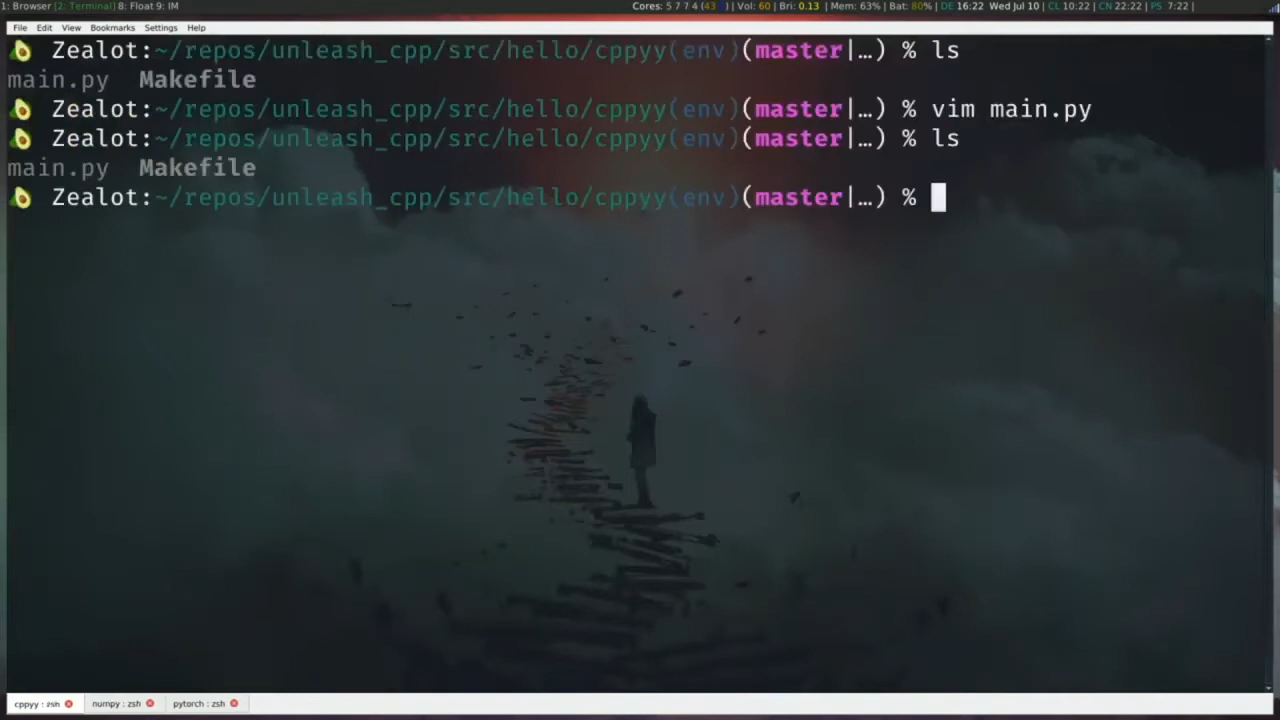 1: Browser [2: Terminal] 8: Float 9: IM
Cores: 5 7 7 4 (43 ) | Vol: 60 | Bri: 0.13 | Mem: 63% | Bat: 80% | DE 16:22 Wed Jul 10 | CL 10:22 | CN 22:22 | PS 7:22 |
File Edit View Bookmarks Settings Help
Zealot:~/repos/unleash_cpp/src/hello/cppyy(env)(master|…) % ls
main.py Makefile
Zealot:~/repos/unleash_cpp/src/hello/cppyy(env)(master|…) % vim main.py
Zealot:~/repos/unleash_cpp/src/hello/cppyy(env)(master|…) % ls
main.py Makefile
Zealot:~/repos/unleash_cpp/src/hello/cppyy(env)(master|…) %
cppyy : zsh numpy : zsh pytorch : zsh